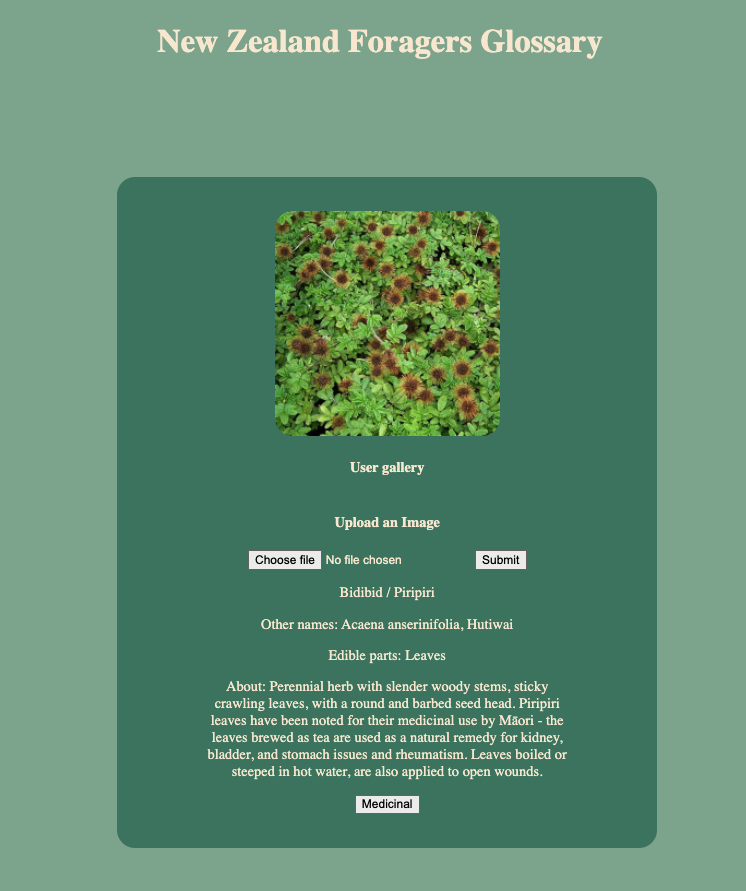 New Zealand Foragers Glossary
User gallery
Upload an Image
Choose file No file chosen Submit
Bidibid / Piripiri
Other names: Acaena anserinifolia, Hutiwai
Edible parts: Leaves
About: Perennial herb with slender woody stems, sticky
crawling leaves, with a round and barbed seed head. Piripiri
leaves have been noted for their medicinal use by Māori - the
leaves brewed as tea are used as a natural remedy for kidney,
bladder, and stomach issues and rheumatism. Leaves boiled or
steeped in hot water, are also applied to open wounds.
Medicinal